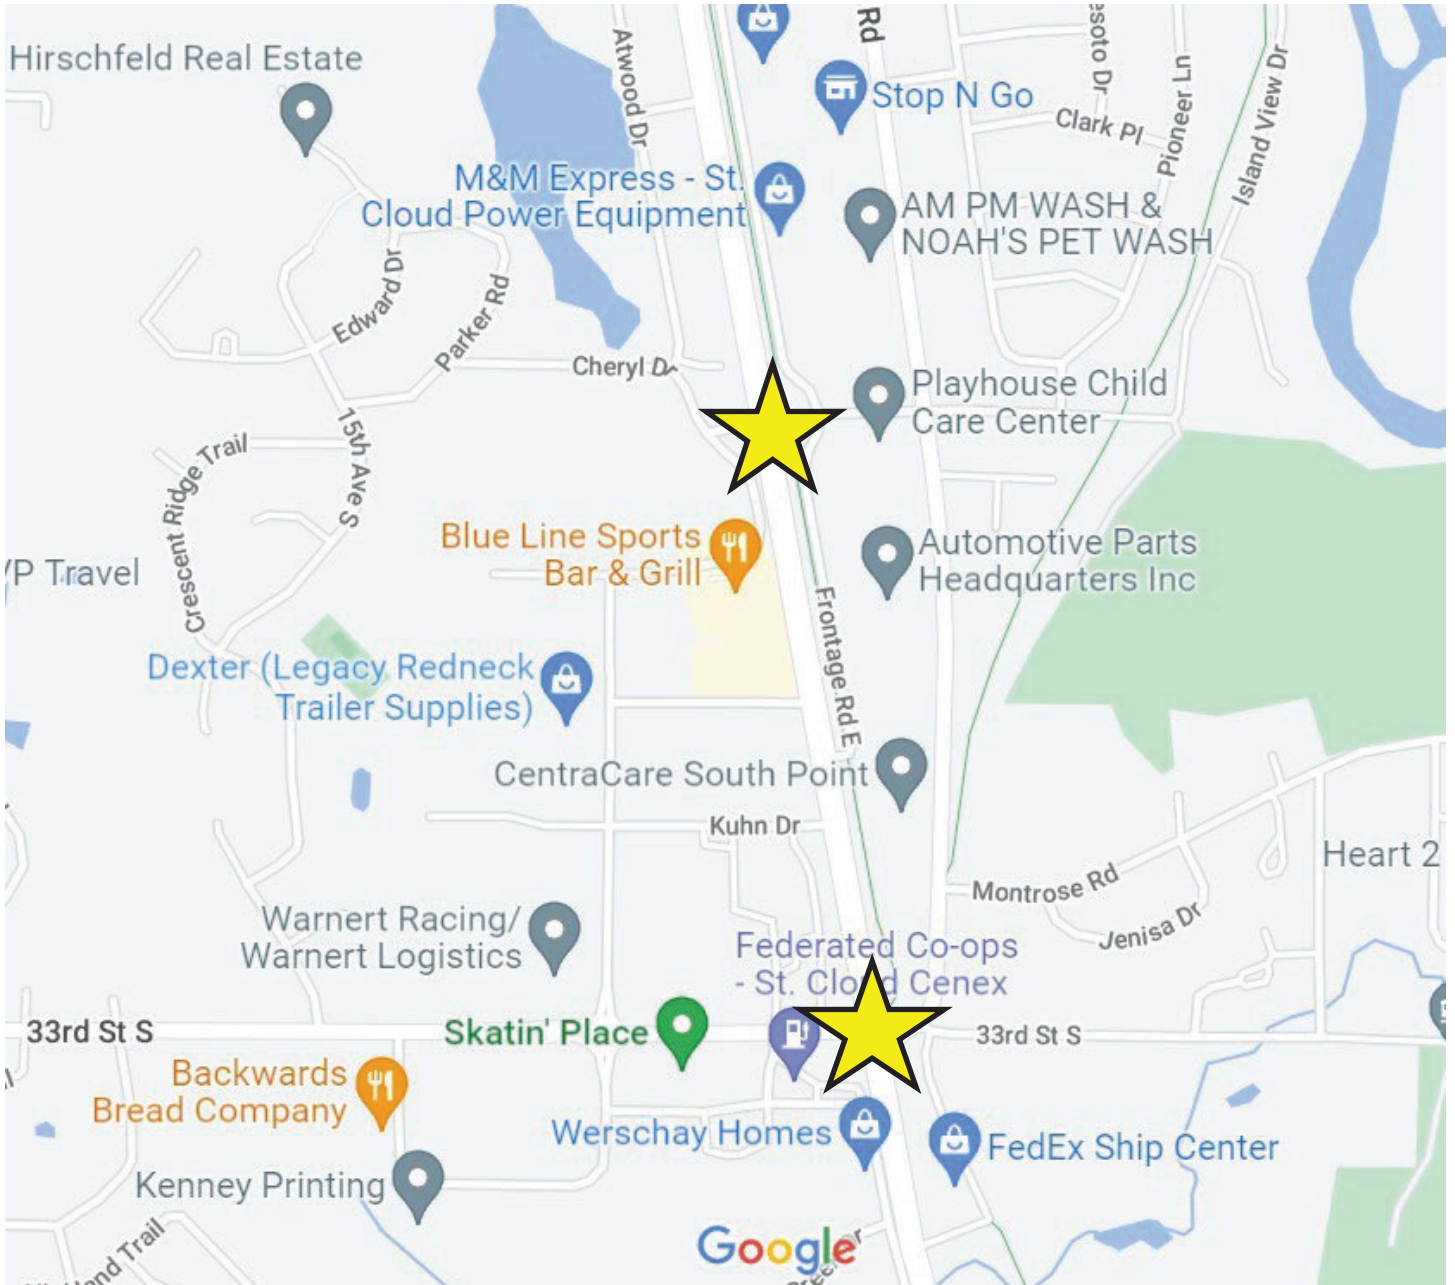 Rd
esoto Dr
Atwood Dr
Hirschfeld Real Estate
Pioneer Ln
Island View Dr
Stop N Go
Clark Pl
M&M Express - St.
Cloud Power Equipment
AM PM WASH &
NOAH'S PET WASH
Edward Dr
Parker Rd
Cheryl D
Playhouse Child
Care Center
15th Ave S
Crescent Ridge Trail
Blue Line Sports
Bar & Grill
Automotive Parts
Headquarters Inc
P Travel
Frontage Rd E
Dexter (Legacy Redneck
Trailer Supplies)
CentraCare South Point
Kuhn Dr
Heart 2
Montrose Rd
Warnert Racing/
Warnert Logistics
Jenisa Dr
Federated Co-ops
- St. Cloud Cenex
33rd St S
Skatin' Place
33rd St S
Backwards
Bread Company
Werschay Homes
FedEx Ship Center
Kenney Printing
nd Trail
Google